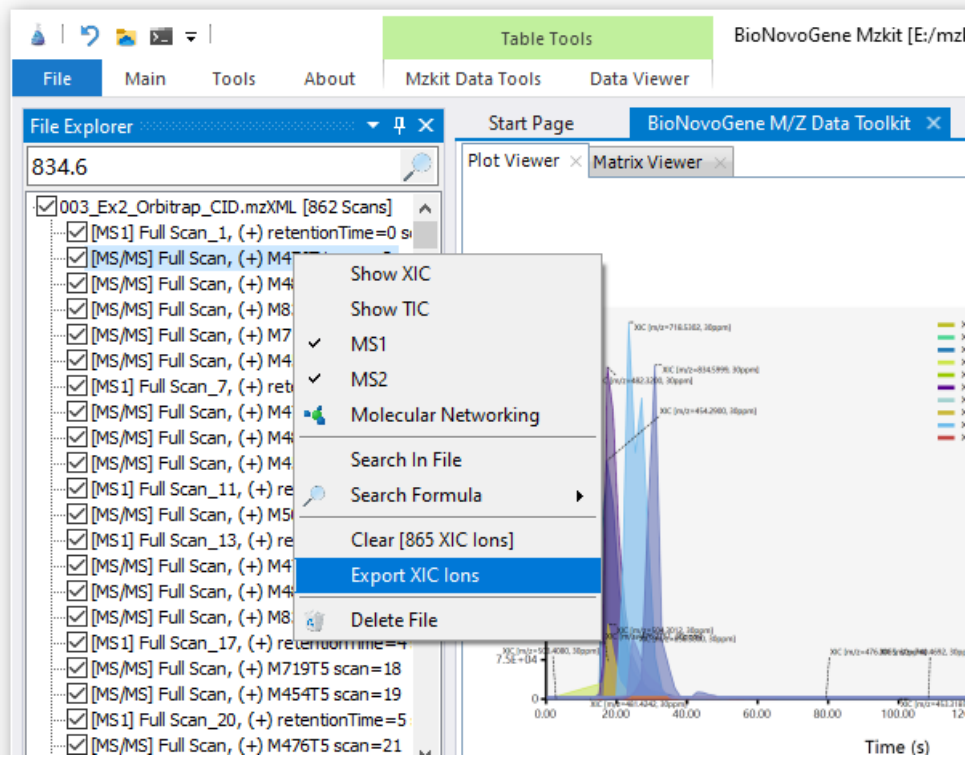 Table Tools
BioNovoGene Mzkit [E:/mzk
File Main Tools About Mzkit Data Tools Data Viewer
File Explorer
Start Page
BioNovoGene M/Z Data Toolkit
834.6
Plot Viewer
Matrix Viewer
003_Ex2_Orbitrap_CID.mzXML [862 Scans]
[MS1] Full Scan_1, (+) retentionTime=0 s
[MS/MS] Full Scan, (+) M4
[MS/MS] Full Scan, (+) M4
[MS/MS] Full Scan, (+) M8
[MS/MS] Full Scan, (+) M7
[MS/MS] Full Scan, (+) M4
[MS1] Full Scan_7, (+) ret
[MS/MS] Full Scan, (+) M4
[MS/MS] Full Scan, (+) M4
[MS/MS] Full Scan, (+) M4
[MS1] Full Scan_11, (+) re
[MS/MS] Full Scan, (+) M5
[MS1] Full Scan_13, (+) re
[MS/MS] Full Scan, (+) M4
[MS/MS] Full Scan, (+) M4
[MS/MS] Full Scan, (+) M8
[MS1] Full Scan_17, (+) retentionTime=4
[MS/MS] Full Scan, (+) M719T5 scan=18
[MS/MS] Full Scan, (+) M454T5 scan=19
[MS1] Full Scan_20, (+) retentionTime=5
[MS/MS] Full Scan, (+) M476T5 scan=21
Show XIC
Show TIC
MS1
MS2
Molecular Networking
Search In File
Search Formula
Clear [865 XIC Ions]
Export XIC Ions
Delete File
XIC [m/z=718.5302, 30ppm]
XIC [m/z=834.5999, 30ppm]
[m/z=482.3200, 30ppm]
XIC [m/z=454.2900, 30ppm]
7.5E+04
0
0.00 20.00 40.00 60.00 80.00 100.00 12
Time (s)